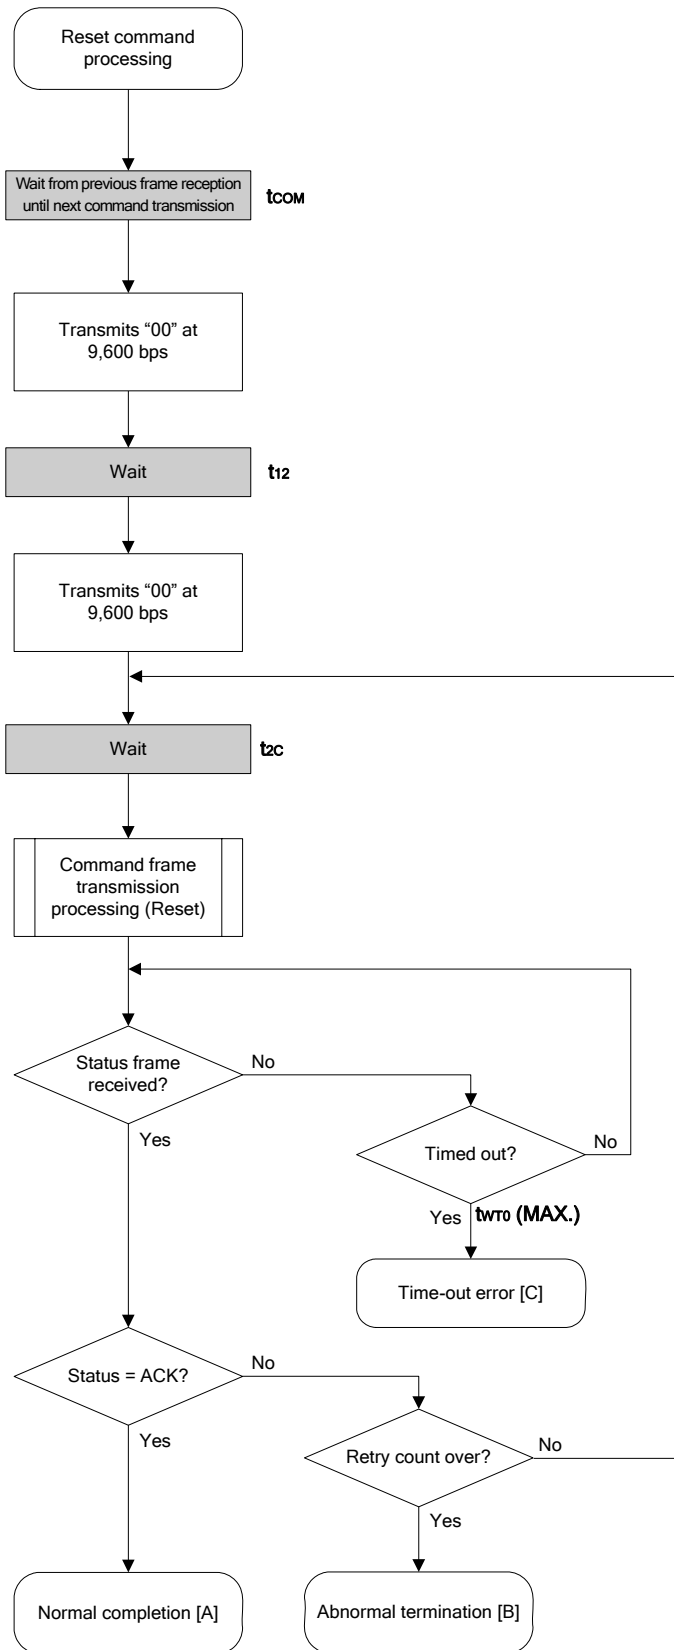 Reset command
processing
Wait from previous frame reception
until next command transmission
tCOM
Transmits “00” at
9,600 bps
Wait
t12
Transmits “00” at
9,600 bps
Wait
t2C
Command frame
transmission
processing (Reset)
Status frame
received?
No
Yes
Timed out?
No
Yes
tWT0 (MAX.)
Time-out error [C]
Status = ACK?
No
Yes
Retry count over?
No
Yes
Normal completion [A]
Abnormal termination [B]